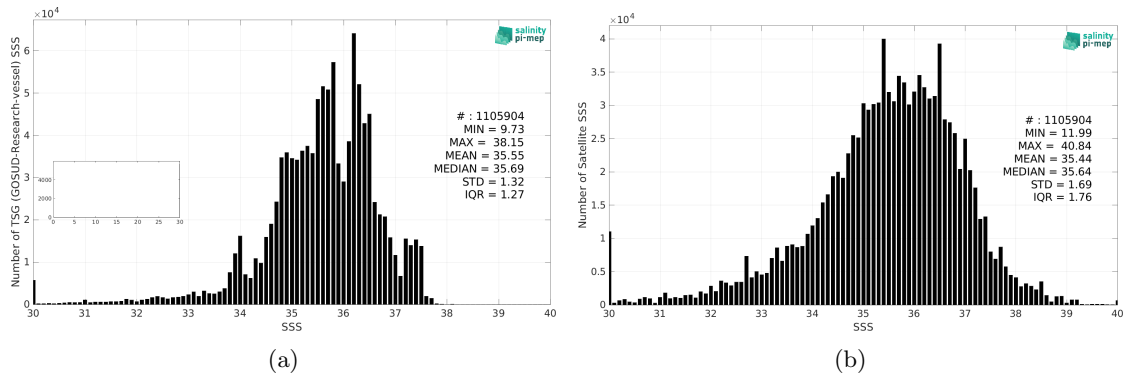 ×10⁴
salinity
pi-mep
Number of TSG (GOSUD-Research-vessel) SSS
6
5
4
3
2
1
0
# : 1105904
MIN = 9.73
MAX = 38.15
MEAN = 35.55
MEDIAN = 35.69
STD = 1.32
IQR = 1.27
4000
2000
0
0 5 10 15 20 25 30
30 31 32 33 34 35 36 37 38 39 40
SSS
(a)
×10⁴
salinity
pi-mep
Number of Satellite SSS
4
3.5
3
2.5
2
1.5
1
0.5
0
# : 1105904
MIN = 11.99
MAX = 40.84
MEAN = 35.44
MEDIAN = 35.64
STD = 1.69
IQR = 1.76
30 31 32 33 34 35 36 37 38 39 40
SSS
(b)